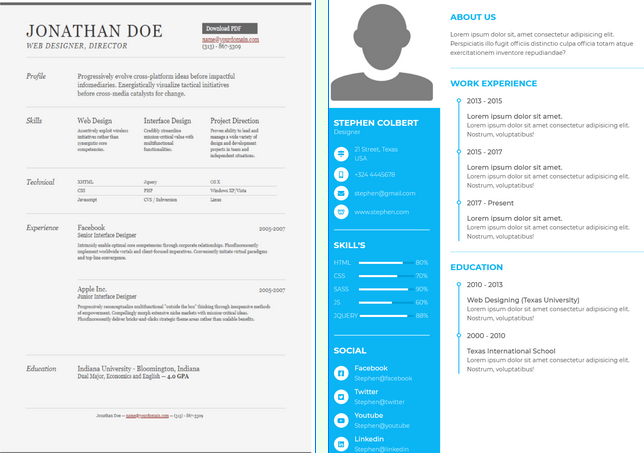 JONATHAN DOE
WEB DESIGNER, DIRECTOR
Download PDF
name@yourdomain.com
(313) - 867-5309
Profile
Progressively evolve cross-platform ideas before impactful
infomediaries. Energistically visualize tactical initiatives
before cross-media catalysts for change.
Skills
Web Design
Assertively exploit wireless
initiatives rather than
synergistic core
competencies.
Interface Design
Credibly streamline
mission-critical value with
multifunctional
functionalities.
Project Direction
Proven ability to lead and
manage a wide variety of
design and development
projects in team and
independent situations.
Technical
XHTML
Jquery
OS X
CSS
PHP
Windows XP/Vista
Javascript
CVS / Subversion
Linux
Experience
Facebook
2005-2007
Senior Interface Designer
Intrinsicly enable optimal core competencies through corporate relationships. Phosfluorescently
implement worldwide vortals and client-focused imperatives. Conveniently initiate virtual paradigms
and top-line convergence.
Apple Inc.
2005-2007
Junior Interface Designer
Progressively reconceptualize multifunctional "outside the box" thinking through inexpensive methods
of empowerment. Compellingly morph extensive niche markets with mission-critical ideas.
Phosfluorescently deliver bricks-and-clicks strategic theme areas rather than scalable benefits.
Education
Indiana University - Bloomington, Indiana
Dual Major, Economics and English — 4.0 GPA
Jonathan Doe — name@yourdomain.com — (313) - 867-5309
STEPHEN COLBERT
Designer
21 Street, Texas
USA
+324 4445678
stephen@gmail.com
www.stephen.com
SKILL'S
HTML 80%
CSS 70%
SASS 90%
JS 60%
JQUERY 88%
SOCIAL
Facebook
Stephen@facebook
Twitter
Stephen@twitter
Youtube
Stephen@youtube
Linkedin
Stephen@linkedin
ABOUT US
Lorem ipsum dolor sit, amet consectetur adipisicing elit.
Perspiciatis illo fugit officiis distinctio culpa officia totam atque
exercitationem inventore repudiandae?
WORK EXPERIENCE
2013 - 2015
Lorem ipsum dolor sit amet.
Lorem ipsum dolor sit amet consectetur adipisicing elit.
Nostrum, voluptatibus!
2015 - 2017
Lorem ipsum dolor sit amet.
Lorem ipsum dolor sit amet consectetur adipisicing elit.
Nostrum, voluptatibus!
2017 - Present
Lorem ipsum dolor sit amet.
Lorem ipsum dolor sit amet consectetur adipisicing elit.
Nostrum, voluptatibus!
EDUCATION
2010 - 2013
Web Designing (Texas University)
Lorem ipsum dolor sit amet consectetur adipisicing elit.
Nostrum, voluptatibus!
2000 - 2010
Texas International School
Lorem ipsum dolor sit amet consectetur adipisicing elit.
Nostrum, voluptatibus!